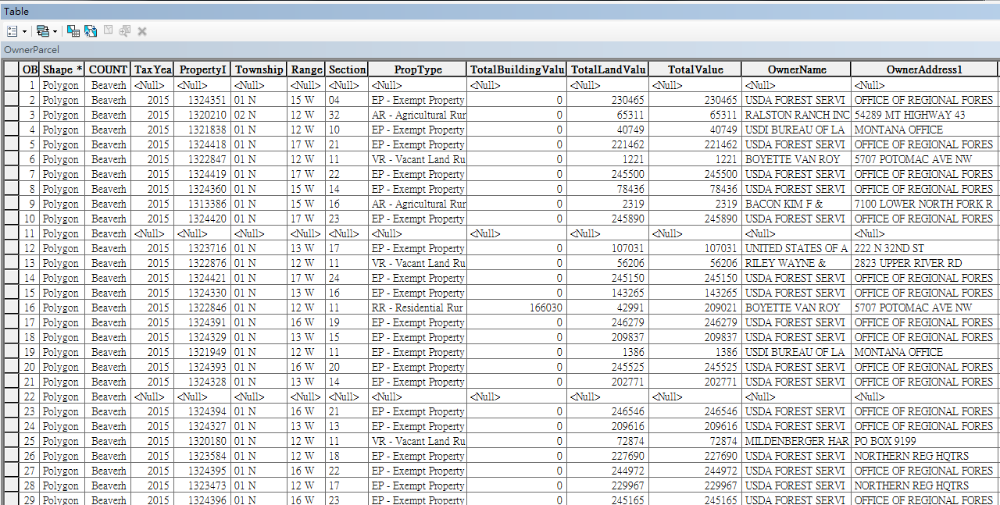 Table
OwnerParcel
OB Shape * COUNT TaxYea PropertyI Township Range Section PropType TotalBuildingValu TotalLandValu TotalValue OwnerName OwnerAddress1
1 Polygon Beaverh <Null> <Null> <Null> <Null> <Null> <Null> <Null> <Null> <Null> <Null> <Null>
2 Polygon Beaverh 2015 1324351 01 N 15 W 04 EP - Exempt Property 0 230465 230465 USDA FOREST SERVI OFFICE OF REGIONAL FORES
3 Polygon Beaverh 2015 1320210 02 N 12 W 32 AR - Agricultural Rur 0 65311 65311 RALSTON RANCH INC 54289 MT HIGHWAY 43
4 Polygon Beaverh 2015 1321838 01 N 12 W 10 EP - Exempt Property 0 40749 40749 USDI BUREAU OF LA MONTANA OFFICE
5 Polygon Beaverh 2015 1324418 01 N 17 W 21 EP - Exempt Property 0 221462 221462 USDA FOREST SERVI OFFICE OF REGIONAL FORES
6 Polygon Beaverh 2015 1322847 01 N 12 W 11 VR - Vacant Land Ru 0 1221 1221 BOYETTE VAN ROY 5707 POTOMAC AVE NW
7 Polygon Beaverh 2015 1324419 01 N 17 W 22 EP - Exempt Property 0 245500 245500 USDA FOREST SERVI OFFICE OF REGIONAL FORES
8 Polygon Beaverh 2015 1324360 01 N 15 W 14 EP - Exempt Property 0 78436 78436 USDA FOREST SERVI OFFICE OF REGIONAL FORES
9 Polygon Beaverh 2015 1313386 01 N 15 W 16 AR - Agricultural Rur 0 2319 2319 BACON KIM F & 7100 LOWER NORTH FORK R
10 Polygon Beaverh 2015 1324420 01 N 17 W 23 EP - Exempt Property 0 245890 245890 USDA FOREST SERVI OFFICE OF REGIONAL FORES
11 Polygon Beaverh <Null> <Null> <Null> <Null> <Null> <Null> <Null> <Null> <Null> <Null> <Null>
12 Polygon Beaverh 2015 1323716 01 N 13 W 17 EP - Exempt Property 0 107031 107031 UNITED STATES OF A 222 N 32ND ST
13 Polygon Beaverh 2015 1322876 01 N 12 W 11 VR - Vacant Land Ru 0 56206 56206 RILEY WAYNE & 2823 UPPER RIVER RD
14 Polygon Beaverh 2015 1324421 01 N 17 W 24 EP - Exempt Property 0 245150 245150 USDA FOREST SERVI OFFICE OF REGIONAL FORES
15 Polygon Beaverh 2015 1324330 01 N 13 W 16 EP - Exempt Property 0 143265 143265 USDA FOREST SERVI OFFICE OF REGIONAL FORES
16 Polygon Beaverh 2015 1322846 01 N 12 W 11 RR - Residential Rur 166030 42991 209021 BOYETTE VAN ROY 5707 POTOMAC AVE NW
17 Polygon Beaverh 2015 1324391 01 N 16 W 19 EP - Exempt Property 0 246279 246279 USDA FOREST SERVI OFFICE OF REGIONAL FORES
18 Polygon Beaverh 2015 1324329 01 N 13 W 15 EP - Exempt Property 0 209837 209837 USDA FOREST SERVI OFFICE OF REGIONAL FORES
19 Polygon Beaverh 2015 1321949 01 N 12 W 11 EP - Exempt Property 0 1386 1386 USDI BUREAU OF LA MONTANA OFFICE
20 Polygon Beaverh 2015 1324393 01 N 16 W 20 EP - Exempt Property 0 245525 245525 USDA FOREST SERVI OFFICE OF REGIONAL FORES
21 Polygon Beaverh 2015 1324328 01 N 13 W 14 EP - Exempt Property 0 202771 202771 USDA FOREST SERVI OFFICE OF REGIONAL FORES
22 Polygon Beaverh <Null> <Null> <Null> <Null> <Null> <Null> <Null> <Null> <Null> <Null> <Null>
23 Polygon Beaverh 2015 1324394 01 N 16 W 21 EP - Exempt Property 0 246546 246546 USDA FOREST SERVI OFFICE OF REGIONAL FORES
24 Polygon Beaverh 2015 1324327 01 N 13 W 13 EP - Exempt Property 0 209616 209616 USDA FOREST SERVI OFFICE OF REGIONAL FORES
25 Polygon Beaverh 2015 1320180 01 N 12 W 11 VR - Vacant Land Ru 0 72874 72874 MILDENBERGER HAR PO BOX 9199
26 Polygon Beaverh 2015 1323584 01 N 12 W 18 EP - Exempt Property 0 227690 227690 USDA FOREST SERVI NORTHERN REG HQTRS
27 Polygon Beaverh 2015 1324395 01 N 16 W 22 EP - Exempt Property 0 244972 244972 USDA FOREST SERVI OFFICE OF REGIONAL FORES
28 Polygon Beaverh 2015 1323473 01 N 12 W 17 EP - Exempt Property 0 229967 229967 USDA FOREST SERVI NORTHERN REG HQTRS
29 Polygon Beaverh 2015 1324396 01 N 16 W 23 EP - Exempt Property 0 245165 245165 USDA FOREST SERVI OFFICE OF REGIONAL FORES